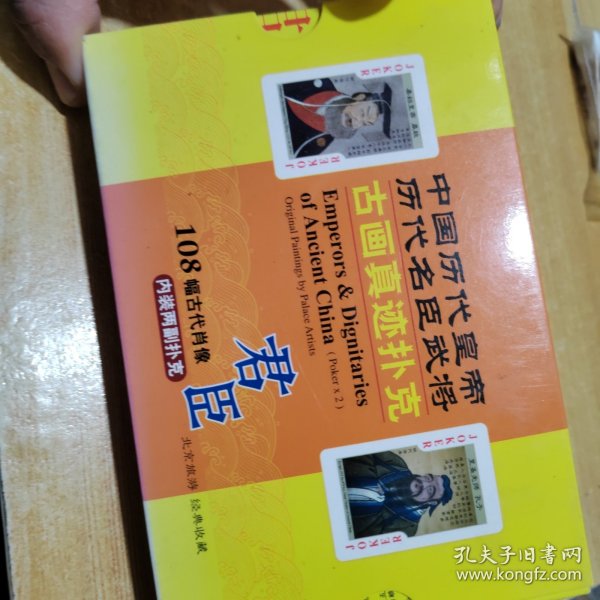 中国历代皇帝
历代名臣武将
古画真迹扑克
Emperors & Dignitaries
of Ancient China (Poker x 2)
Original Paintings by Palace Artists
君臣
108幅古代肖像
内装两副扑克
北京旅游 经典收藏
JOKER
JOKER
JOKER
JOKER
孔夫子旧书网
www.kongfz.com